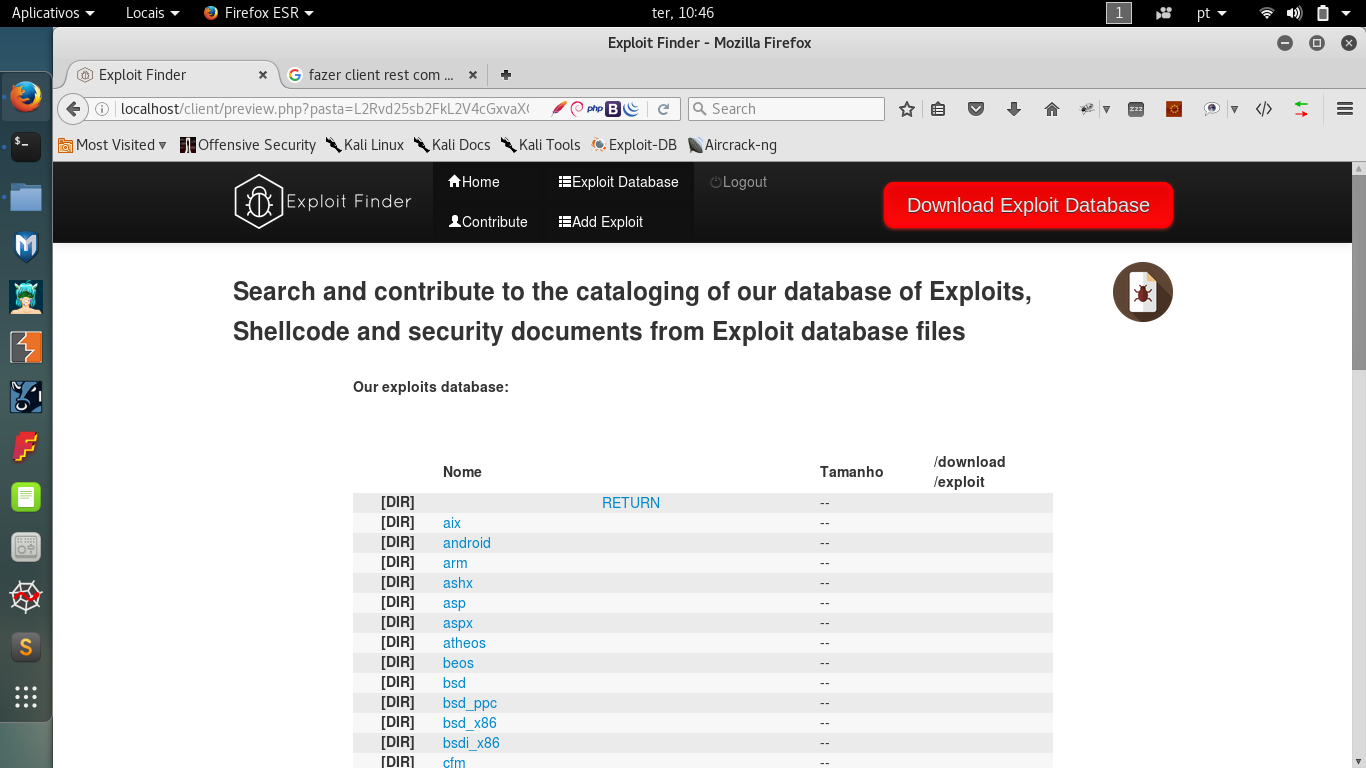 Aplicativos Locais Firefox ESR ter, 10:46 1 pt
Exploit Finder - Mozilla Firefox
Exploit Finder fazer client rest com ...
localhost/client/preview.php?pasta=L2Rvd25sb2FkL2V4cGxvaX php B Search
Most Visited Offensive Security Kali Linux Kali Docs Kali Tools Exploit-DB Aircrack-ng
Exploit Finder
Home Exploit Database Logout
Contribute Add Exploit
Download Exploit Database
Search and contribute to the cataloging of our database of Exploits,
Shellcode and security documents from Exploit database files
Our exploits database:
Nome Tamanho /download
/exploit
[DIR] RETURN --
[DIR] aix --
[DIR] android --
[DIR] arm --
[DIR] ashx --
[DIR] asp --
[DIR] aspx --
[DIR] atheos --
[DIR] beos --
[DIR] bsd --
[DIR] bsd_ppc --
[DIR] bsd_x86 --
[DIR] bsdi_x86 --
[DIR] cfm --